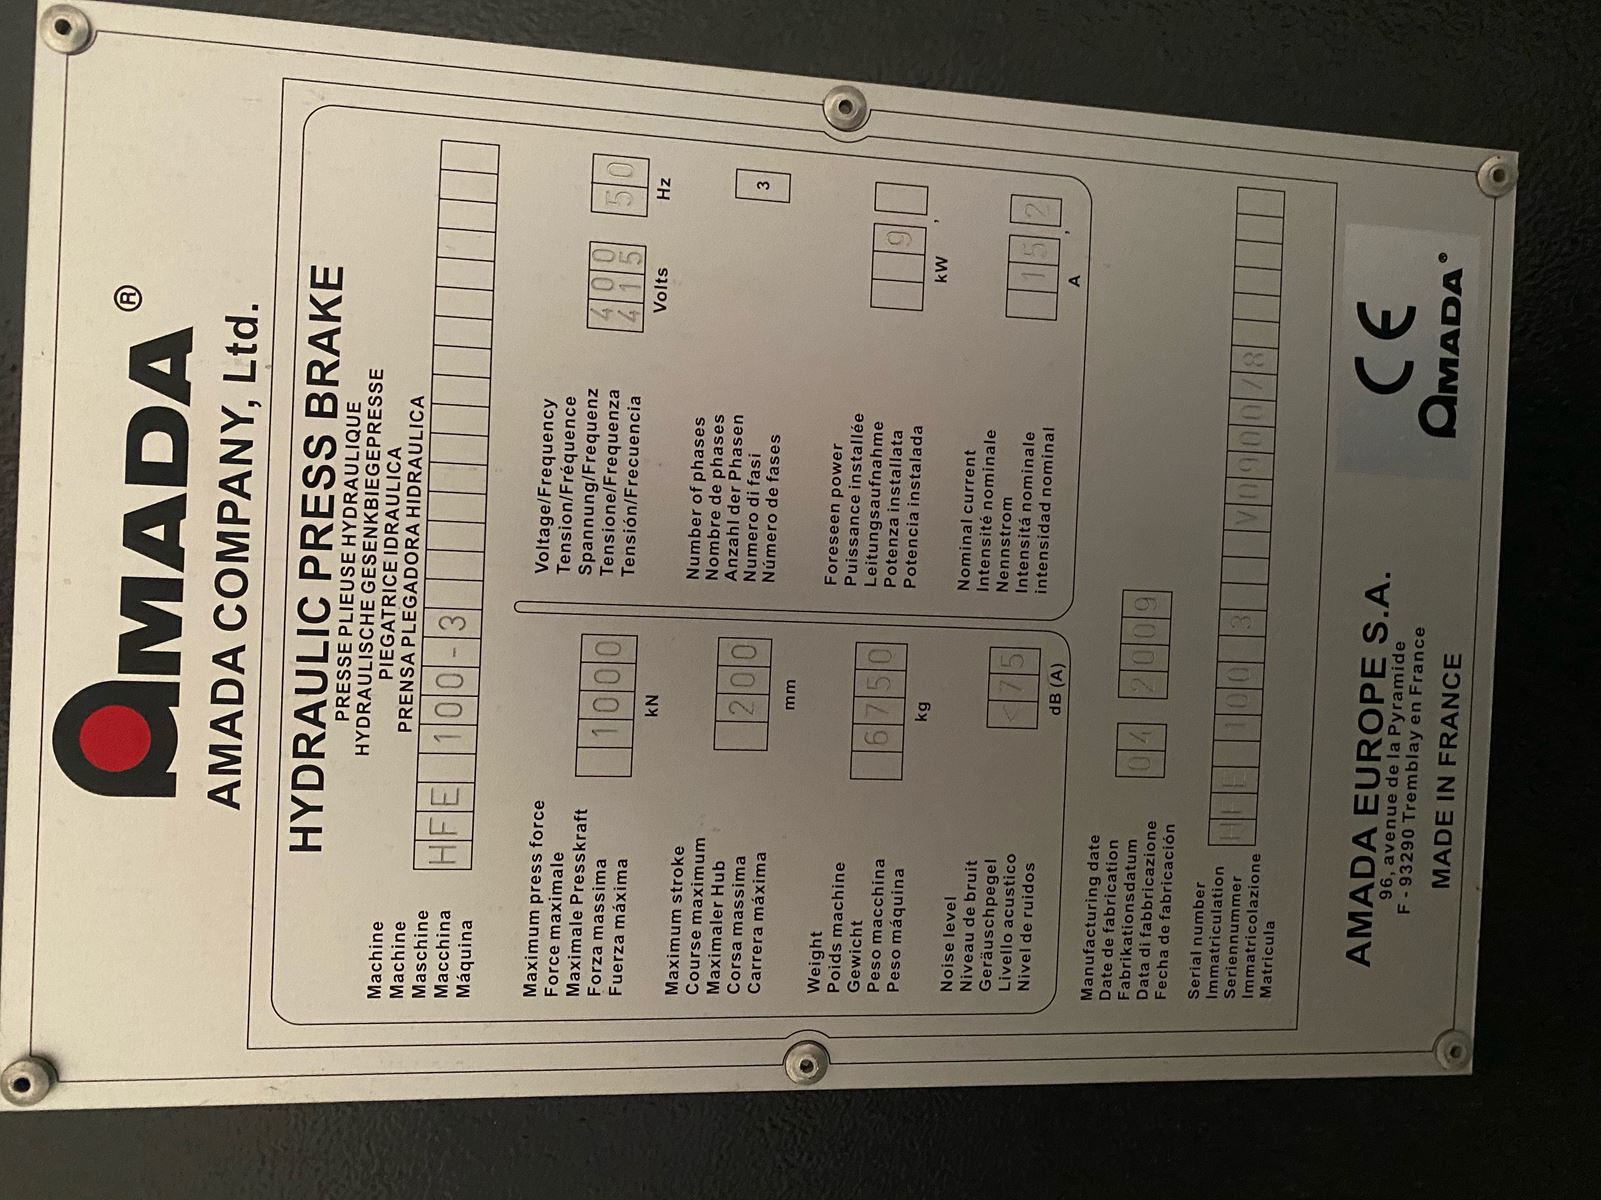 AMADA®
AMADA COMPANY, Ltd.
HYDRAULIC PRESS BRAKE
PRESSE PLIEUSE HYDRAULIQUE
HYDRAULISCHE GESENKBIEGEPRESSE
PIEGATRICE IDRAULICA
PRENSA PLEGADORA HIDRAULICA
Machine
Machine
Maschine
Macchina
Máquina
HFE 100-3
Maximum press force
Force maximale
Maximale Presskraft
Forza massima
Fuerza máxima
1000
kN
Maximum stroke
Course maximum
Maximaler Hub
Corsa massima
Carrera máxima
200
mm
Weight
Poids machine
Gewicht
Peso macchina
Peso máquina
6750
kg
Noise level
Niveau de bruit
Geräuschpegel
Livello acustico
Nivel de ruidos
<75
dB (A)
Voltage/Frequency
Tension/Fréquence
Spannung/Frequenz
Tensione/Frequenza
Tensión/Frecuencia
400
415
Volts
50
Hz
Number of phases
Nombre de phases
Anzahl der Phasen
Numero di fasi
Número de fases
3
Foreseen power
Puissance installée
Leitungsaufnahme
Potenza installata
Potencia instalada
9
kW ,
Nominal current
Intensité nominale
Nennstrom
Intensitá nominale
intensidad nominal
15,2
A
Manufacturing date
Date de fabrication
Fabrikationsdatum
Data di fabbricazione
Fecha de fabricación
04 2009
Serial number
Immatriculation
Seriennummer
Immatricolazione
Matricula
HFE 1003
AMADA EUROPE S.A.
96, avenue de la Pyramide
F - 93290 Tremblay en France
MADE IN FRANCE
CE
AMADA®